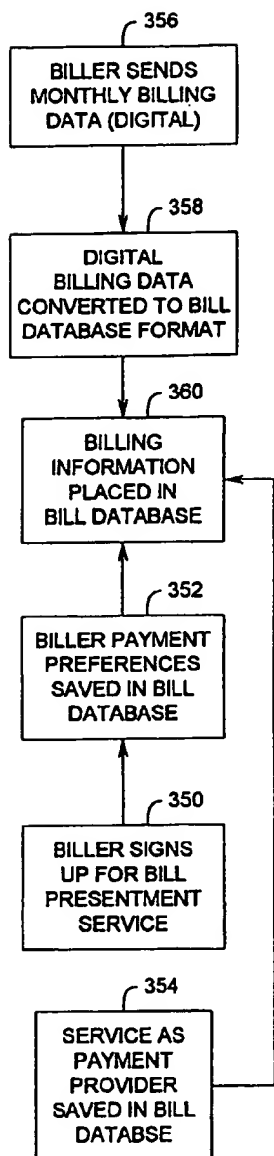 356
BILLER SENDS
MONTHLY BILLING
DATA (DIGITAL)
358
DIGITAL
BILLING DATA
CONVERTED TO BILL
DATABASE FORMAT
360
BILLING
INFORMATION
PLACED IN
BILL DATABASE
352
BILLER PAYMENT
PREFERENCES
SAVED IN BILL
DATABASE
350
BILLER SIGNS
UP FOR BILL
PRESENTMENT
SERVICE
354
SERVICE AS
PAYMENT
PROVIDER
SAVED IN BILL
DATABSE